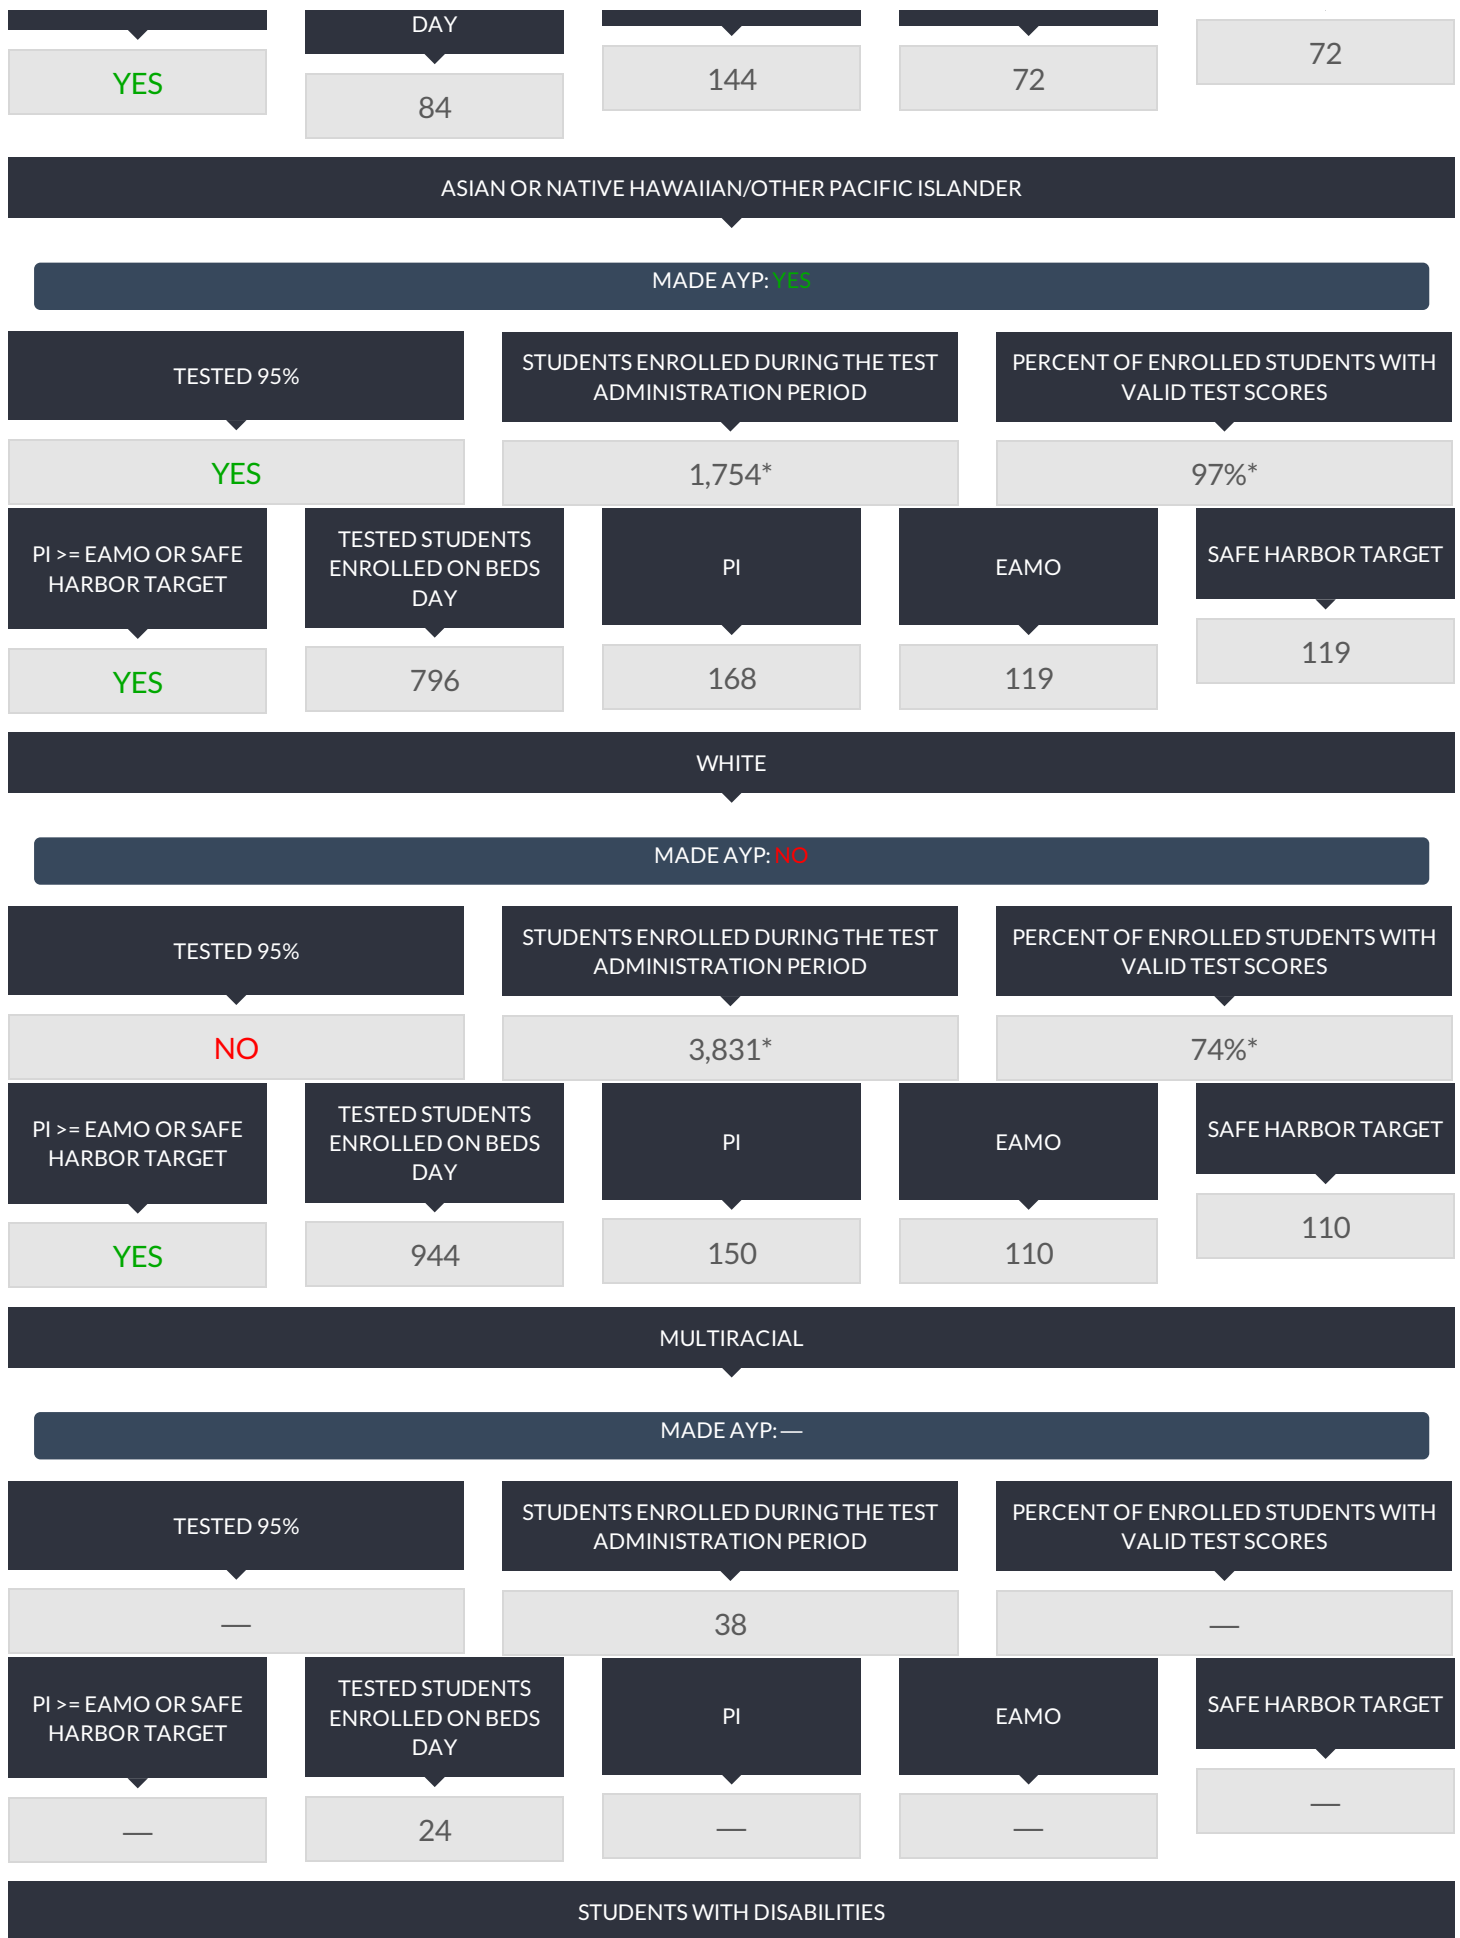 DAY
YES
84
144
72
72
ASIAN OR NATIVE HAWAIIAN/OTHER PACIFIC ISLANDER
MADE AYP: YES
TESTED 95%
STUDENTS ENROLLED DURING THE TEST
ADMINISTRATION PERIOD
PERCENT OF ENROLLED STUDENTS WITH
VALID TEST SCORES
YES
1,754*
97%*
PI >= EAMO OR SAFE
HARBOR TARGET
TESTED STUDENTS
ENROLLED ON BEDS
DAY
PI
EAMO
SAFE HARBOR TARGET
YES
796
168
119
119
WHITE
MADE AYP: NO
TESTED 95%
STUDENTS ENROLLED DURING THE TEST
ADMINISTRATION PERIOD
PERCENT OF ENROLLED STUDENTS WITH
VALID TEST SCORES
NO
3,831*
74%*
PI >= EAMO OR SAFE
HARBOR TARGET
TESTED STUDENTS
ENROLLED ON BEDS
DAY
PI
EAMO
SAFE HARBOR TARGET
YES
944
150
110
110
MULTIRACIAL
MADE AYP: —
TESTED 95%
STUDENTS ENROLLED DURING THE TEST
ADMINISTRATION PERIOD
PERCENT OF ENROLLED STUDENTS WITH
VALID TEST SCORES
—
38
—
PI >= EAMO OR SAFE
HARBOR TARGET
TESTED STUDENTS
ENROLLED ON BEDS
DAY
PI
EAMO
SAFE HARBOR TARGET
—
24
—
—
—
STUDENTS WITH DISABILITIES